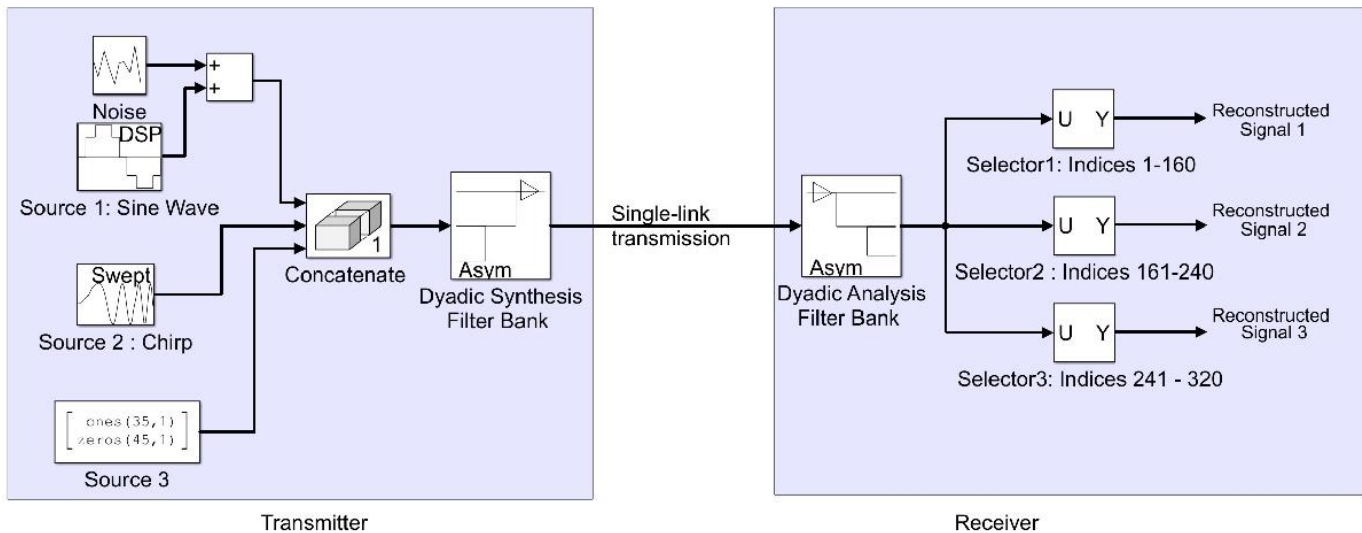 +
+
Noise
DSP
Source 1: Sine Wave
Swept
Source 2 : Chirp
ones(35,1)
zeros(45,1)
Source 3
1
Concatenate
Asym
Dyadic Synthesis
Filter Bank
Single-link
transmission
Asym
Dyadic Analysis
Filter Bank
U Y
Selector1: Indices 1-160
Reconstructed
Signal 1
U Y
Selector2 : Indices 161-240
Reconstructed
Signal 2
U Y
Selector3: Indices 241 - 320
Reconstructed
Signal 3
Transmitter
Receiver